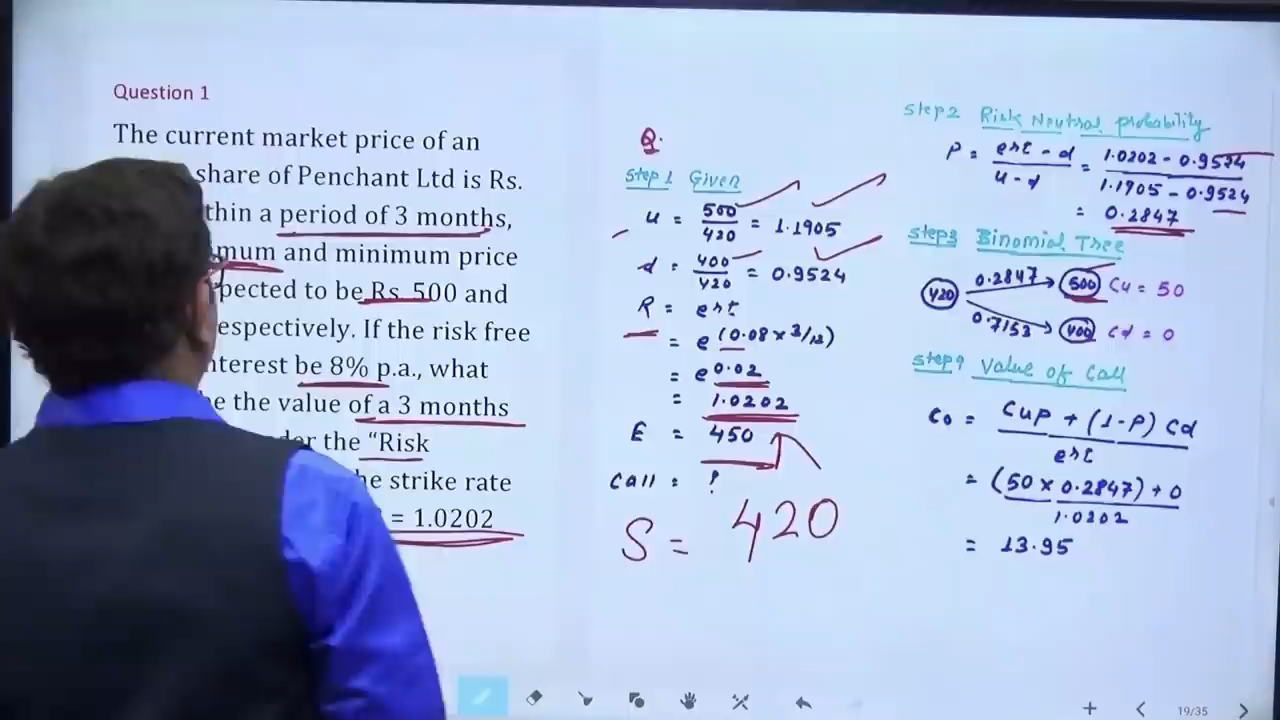 Question 1
The current market price of an
share of Penchant Ltd is Rs.
thin a period of 3 months,
mum and minimum price
pected to be Rs 500 and
espectively. If the risk free
nterest be 8% p.a., what
be the value of a 3 months
the "Risk
he strike rate
= 1.0202
Q.
Step 1 Given
u = 500/420 = 1.1905
d = 400/420 = 0.9524
R = e^rt
= e^(0.08 x 3/12)
= e^0.02
= 1.0202
E = 450
Call = ?
S = 420
Step 2 Risk Neutral probability
P = e^rt - d / u - d = 1.0202 - 0.9524 / 1.1905 - 0.9524
= 0.2847
Step 3 Binomial Tree
420 0.2847 500 Cu = 50
0.7153 400 Cd = 0
Step 4 Value of Call
C0 = CuP + (1-P) Cd / e^rt
= (50 x 0.2847) + 0 / 1.0202
= 13.95
19/35